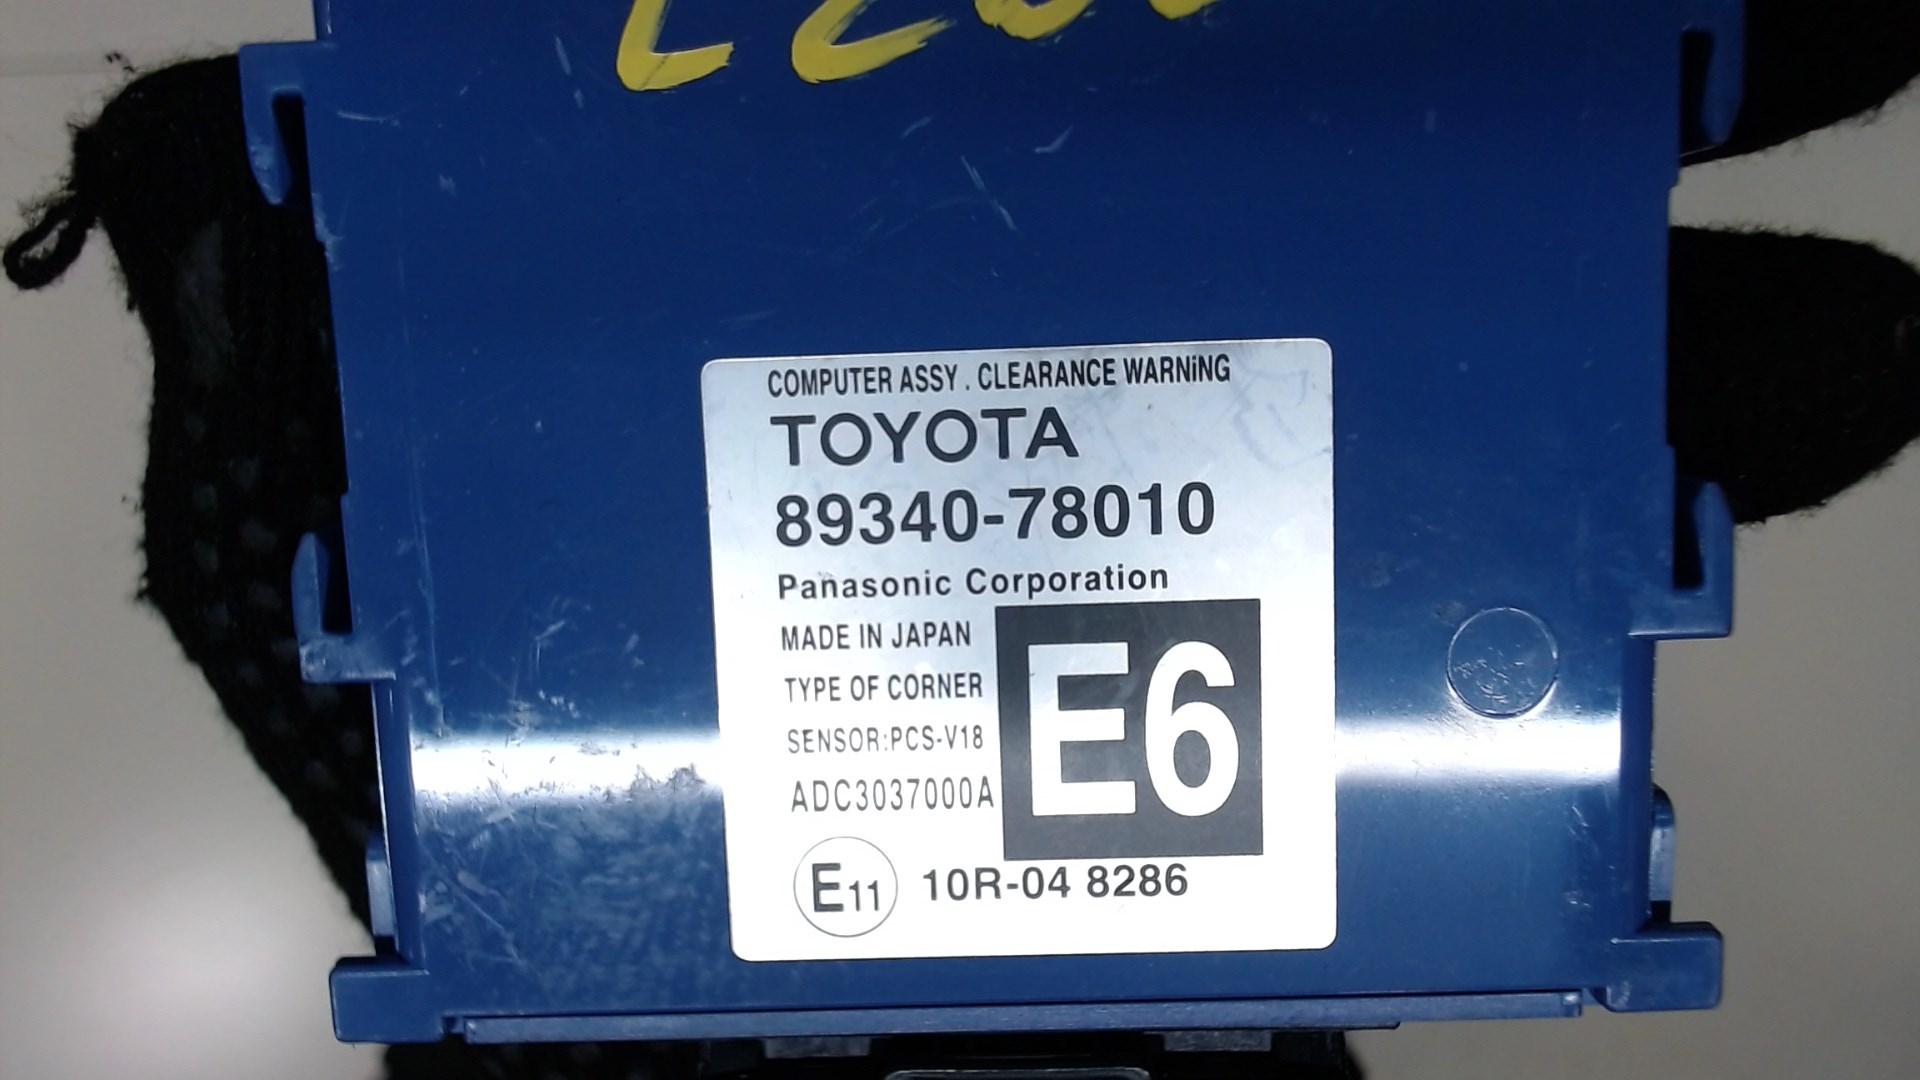 COMPUTER ASSY . CLEARANCE WARNiNG
TOYOTA
89340-78010
Panasonic Corporation
MADE IN JAPAN
TYPE OF CORNER
SENSOR:PCS-V18
ADC3037000A
E6
E11 10R-04 8286